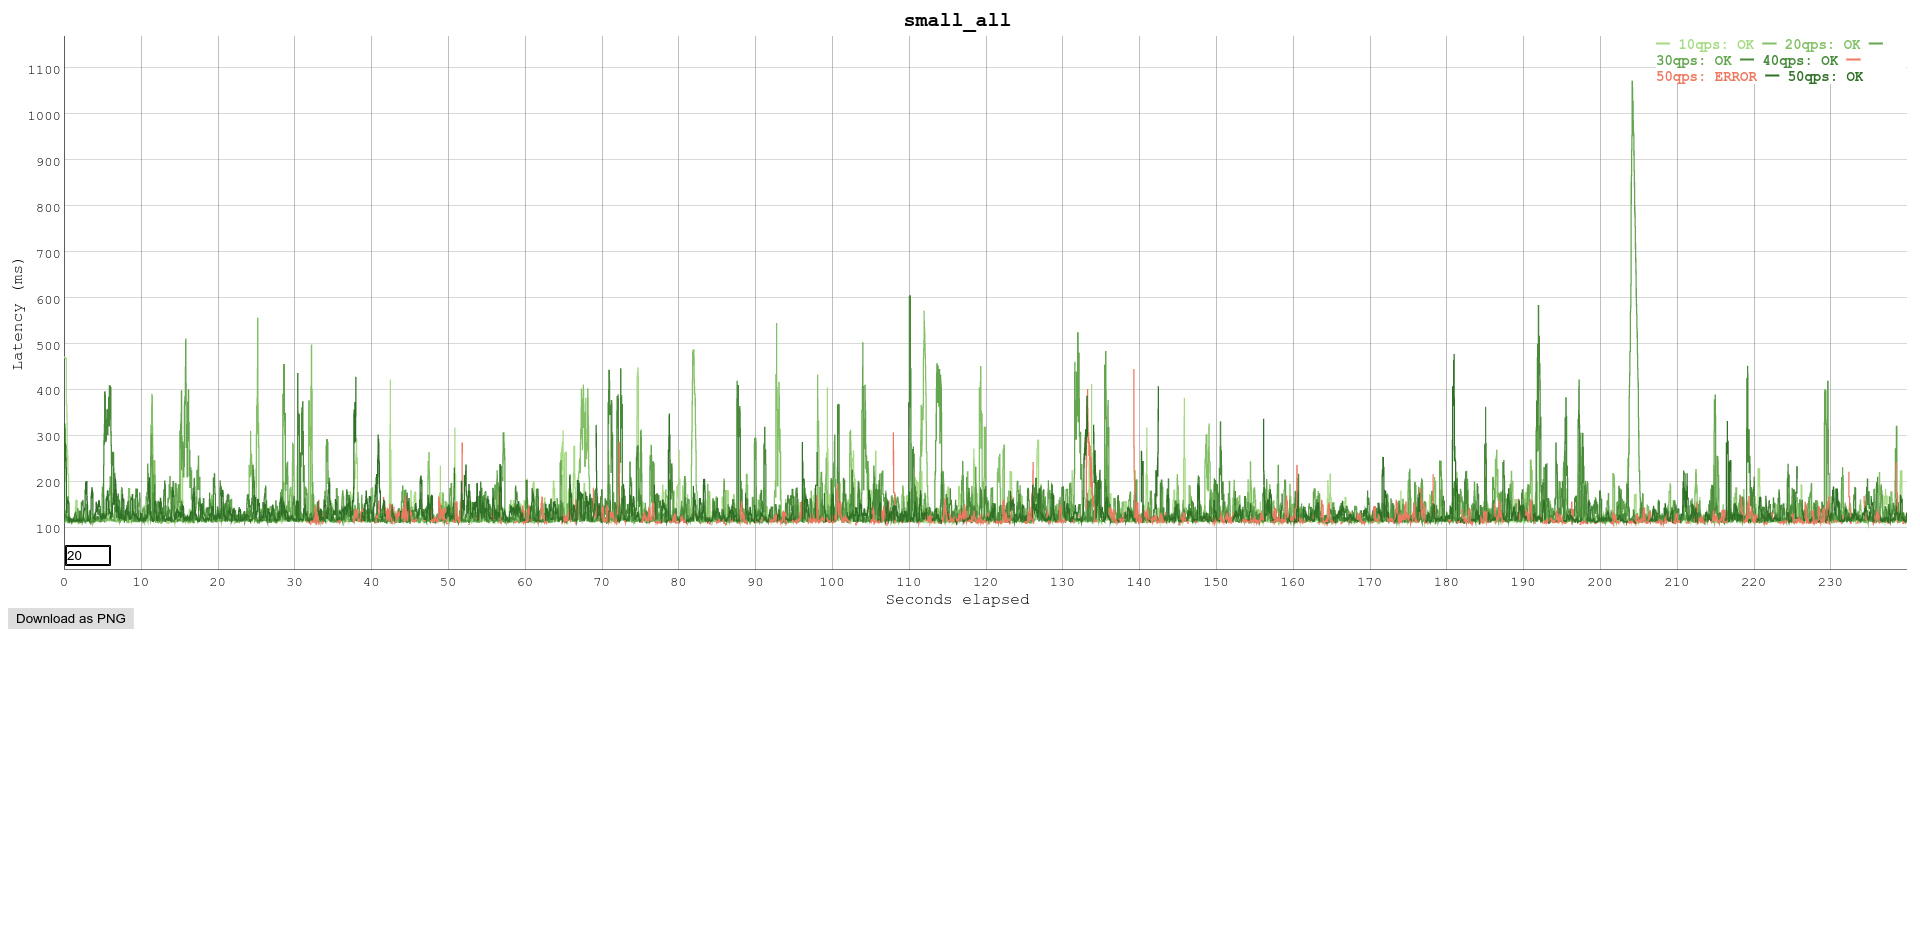 small_all
10qps: OK 20qps: OK
30qps: OK 40qps: OK
50qps: ERROR 50qps: OK
1100
1000
900
800
700
600
500
400
300
200
100
Latency (ms)
20
0 10 20 30 40 50 60 70 80 90 100 110 120 130 140 150 160 170 180 190 200 210 220 230
Seconds elapsed
Download as PNG